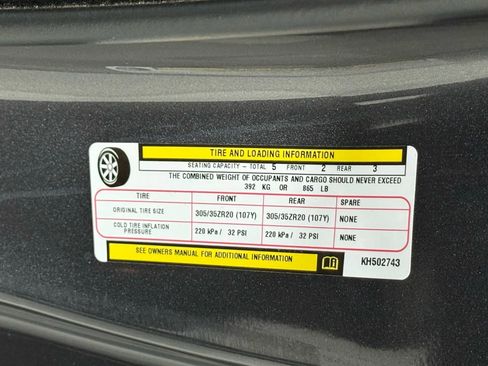 TIRE AND LOADING INFORMATION
SEATING CAPACITY - TOTAL 5 FRONT 2 REAR 3
THE COMBINED WEIGHT OF OCCUPANTS AND CARGO SHOULD NEVER EXCEED
392 KG OR 865 LB
TIRE FRONT REAR SPARE
ORIGINAL TIRE SIZE 305/35ZR20 (107Y) 305/35ZR20 (107Y) NONE
COLD TIRE INFLATION
PRESSURE 220 kPa / 32 PSI 220 kPa / 32 PSI NONE
SEE OWNERS MANUAL FOR ADDITIONAL INFORMATION KH502743